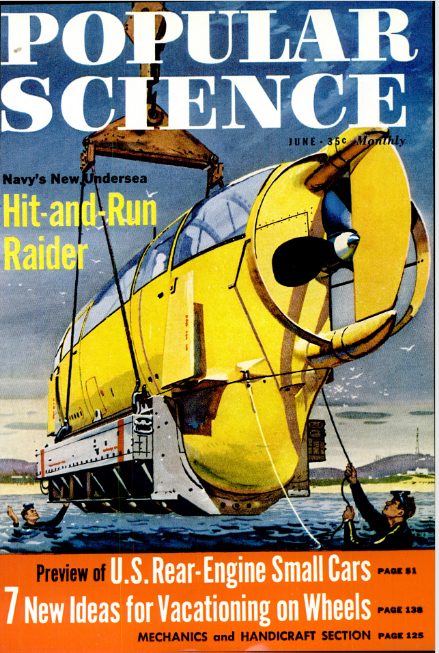 POPULAR
SCIENCE
JUNE • 35¢ Monthly
Navy's New Undersea
Hit-and-Run
Raider
Preview of U.S. Rear-Engine Small Cars PAGE 81
7 New Ideas for Vacationing on Wheels PAGE 138
MECHANICS and HANDICRAFT SECTION PAGE 125